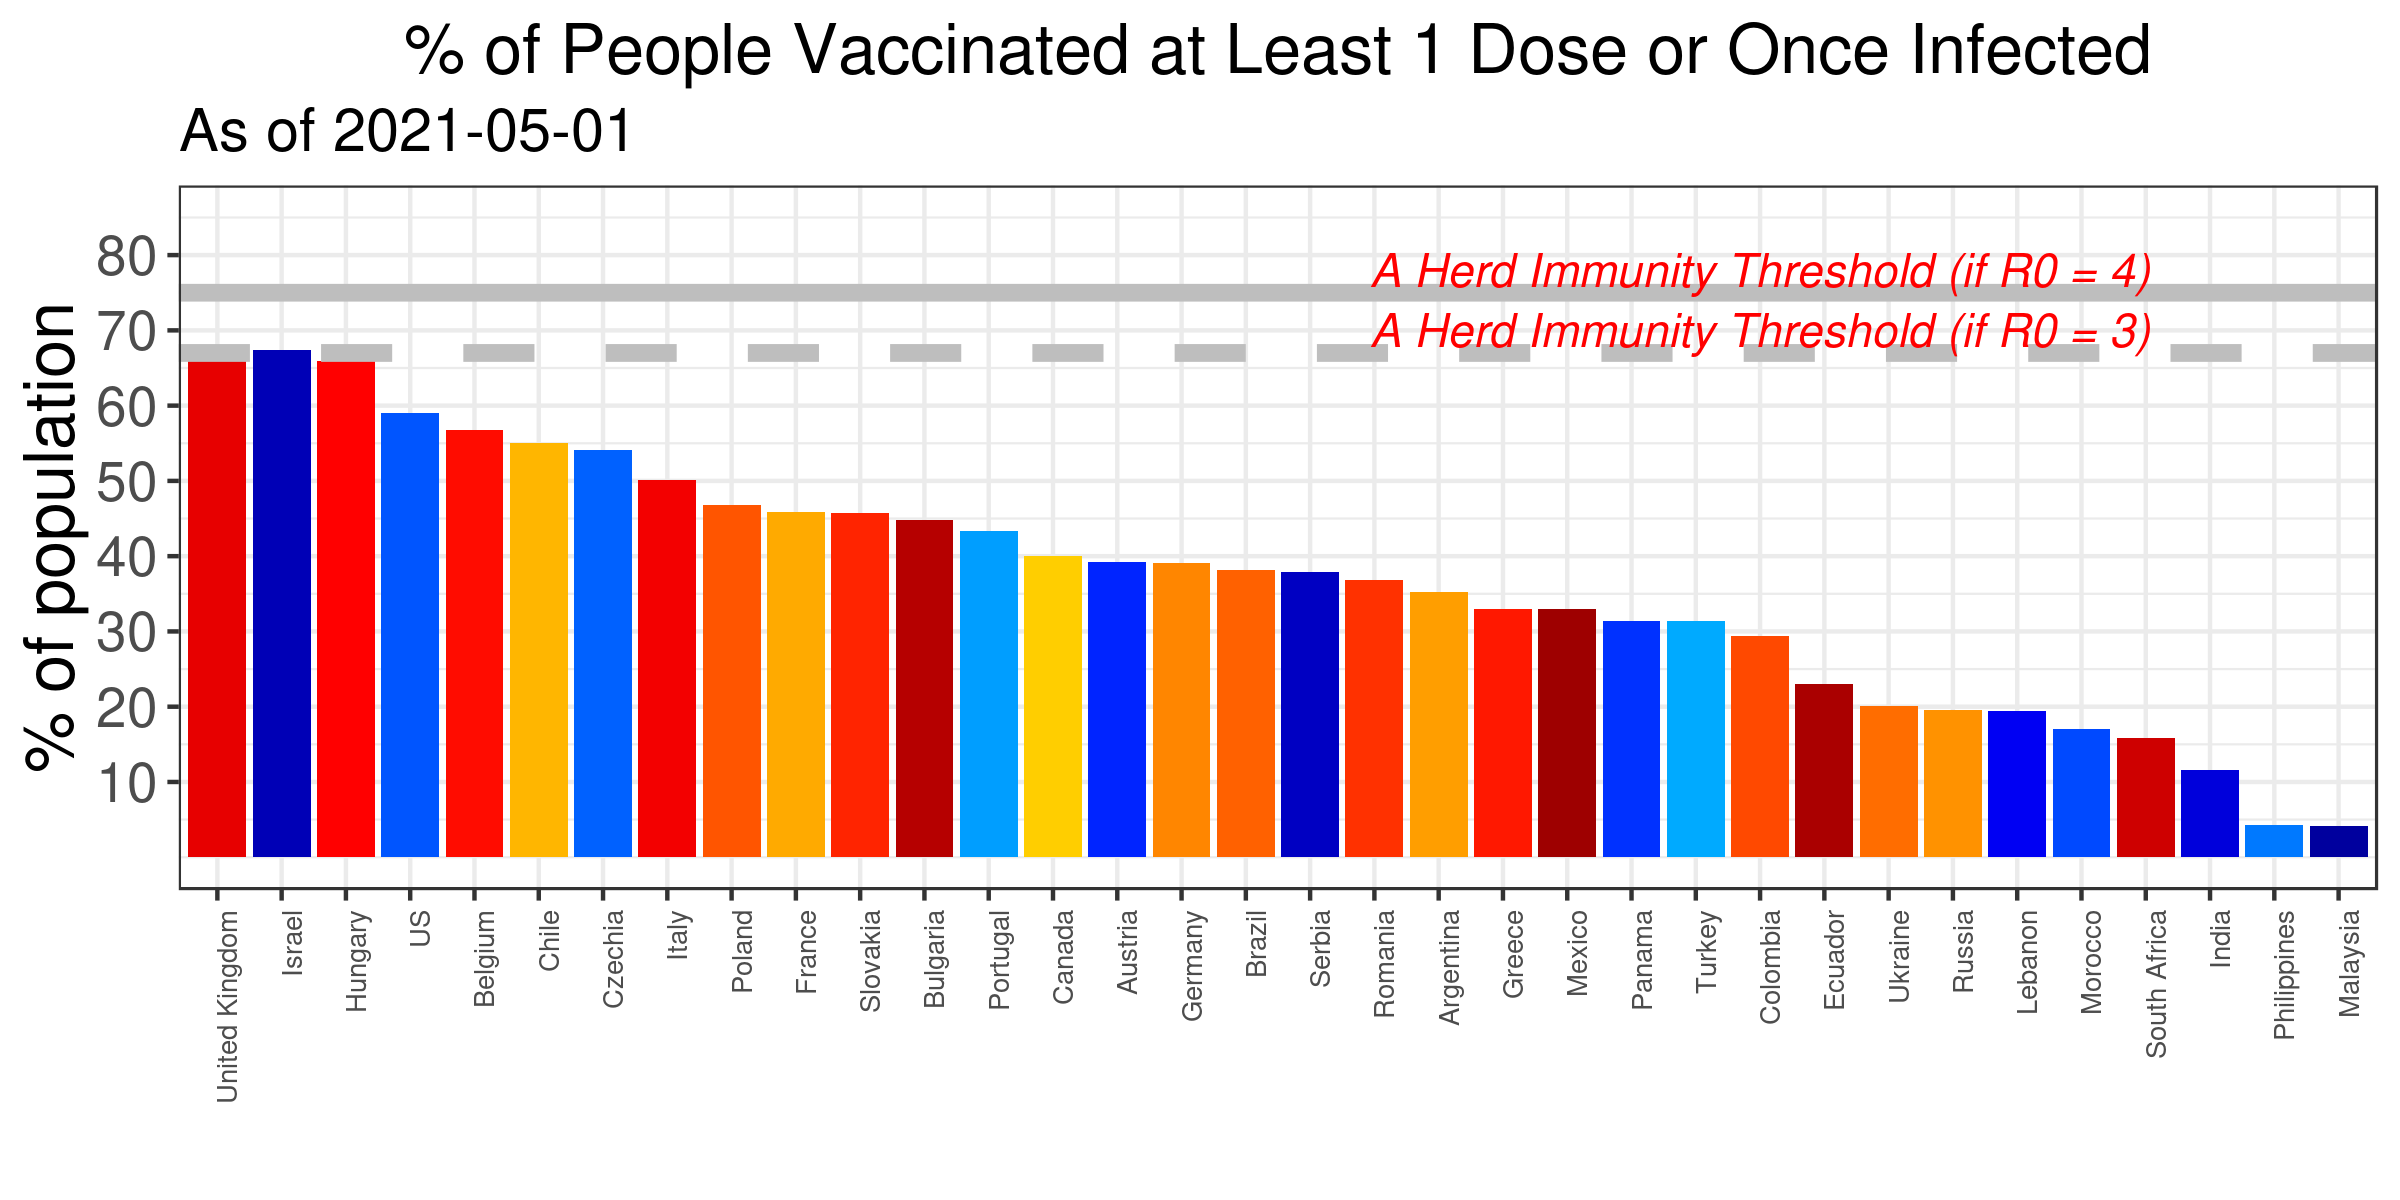 % of People Vaccinated at Least 1 Dose or Once Infected
As of 2021-05-01
% of population
80
70
60
50
40
30
20
10
A Herd Immunity Threshold (if R0 = 4)
A Herd Immunity Threshold (if R0 = 3)
United Kingdom
Israel
Hungary
US
Belgium
Chile
Czechia
Italy
Poland
France
Slovakia
Bulgaria
Portugal
Canada
Austria
Germany
Brazil
Serbia
Romania
Argentina
Greece
Mexico
Panama
Turkey
Colombia
Ecuador
Ukraine
Russia
Lebanon
Morocco
South Africa
India
Philippines
Malaysia